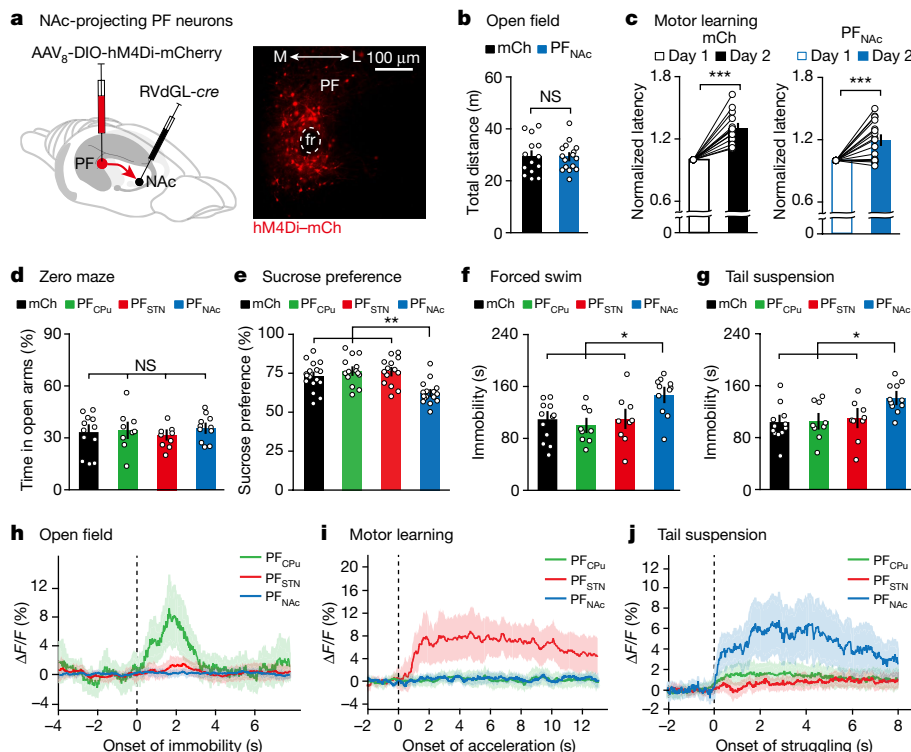 a NAc-projecting PF neurons
AAV8-DIO-hM4Di-mCherry
RVdGL-cre
PF
NAc
M L
100 μm
PF
fr
hM4Di–mCh
b Open field
mCh PFNAc
Total distance (m)
60
40
20
0
NS
c Motor learning
mCh
Day 1 Day 2
Normalized latency
1.8
1.2
0.6
***
PFNAc
Day 1 Day 2
Normalized latency
1.8
1.2
0.6
***
d Zero maze
mCh PFCPu PFSTN PFNAc
Time in open arms (%)
90
60
30
0
NS
e Sucrose preference
mCh PFCPu PFSTN PFNAc
Sucrose preference (%)
100
75
50
0
**
f Forced swim
mCh PFCPu PFSTN PFNAc
Immobility (s)
240
160
80
0
*
g Tail suspension
mCh PFCPu PFSTN PFNAc
Immobility (s)
240
160
80
0
*
h Open field
PFCPu
PFSTN
PFNAc
ΔF/F (%)
12
8
4
0
−4
−4 −2 0 2 4 6
Onset of immobility (s)
i Motor learning
PFCPu
PFSTN
PFNAc
ΔF/F (%)
20
16
12
8
4
0
−4
−2 0 2 4 6 8 10 12
Onset of acceleration (s)
j Tail suspension
PFCPu
PFSTN
PFNAc
ΔF/F (%)
10
8
6
4
2
0
−2
−2 0 2 4 6 8
Onset of struggling (s)